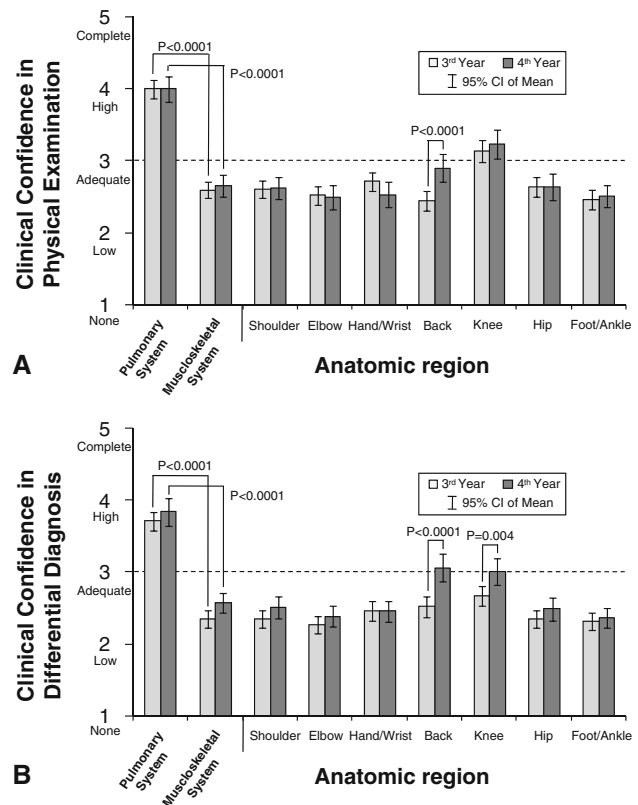 5
Complete
P<0.0001
3rd Year 4th Year
P<0.0001
95% CI of Mean
4
High
P<0.0001
3
Adequate
2
Low
1
None
Clinical Confidence in
Physical Examination
Pulmonary
System
Muscloskeletal
System
Shoulder Elbow Hand/Wrist Back Knee Hip Foot/Ankle
A
Anatomic region
5
Complete
P<0.0001
3rd Year 4th Year
P<0.0001
95% CI of Mean
4
High
P<0.0001 P=0.004
3
Adequate
2
Low
1
None
Clinical Confidence in
Differential Diagnosis
Pulmonary
System
Muscloskeletal
System
Shoulder Elbow Hand/Wrist Back Knee Hip Foot/Ankle
B
Anatomic region